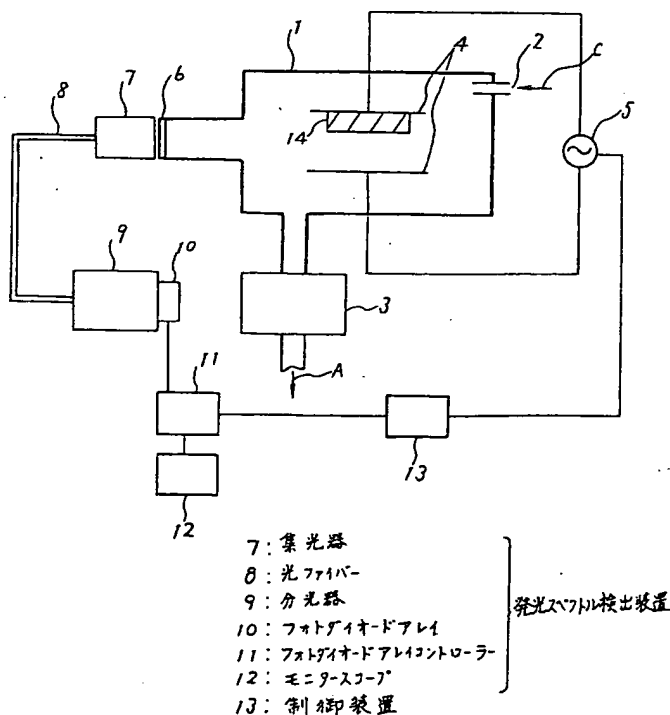 1
4
2
C
7
6
8
14
5
9
10
3
11
A
12
13
7: 集光器
8: 光ファイバー
9: 分光器
10: フォトダイオードアレイ
11: フォトダイオードアレイコントローラー
12: モニタースコープ
発光スペクトル検出装置
13: 制御装置